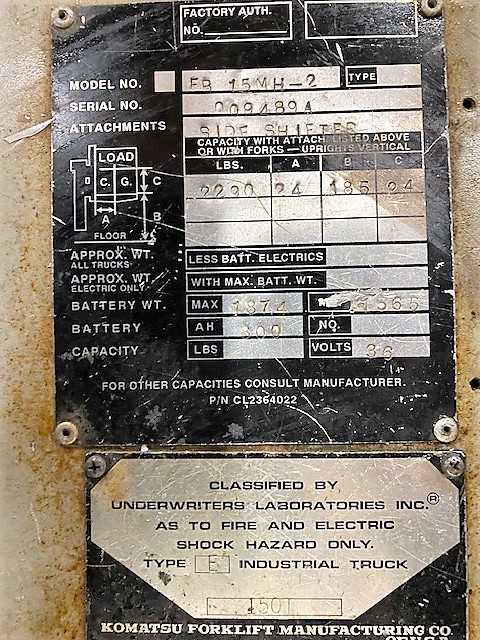 FACTORY AUTH.
NO.
MODEL NO. FB 15MH-2 TYPE
SERIAL NO. 209489A
ATTACHMENTS SIDE SHIFTER
CAPACITY WITH ATTACH LISTED ABOVE
OR WITH FORKS — UPRIGHTS VERTICAL
LBS. A B C
2290 24 185 24
LOAD
C. G. C
A
B
FLOOR
APPROX. WT. LESS BATT. ELECTRICS
ALL TRUCKS
APPROX. WT. WITH MAX. BATT. WT.
ELECTRIC ONLY
BATTERY WT. MAX 1874 1565
BATTERY AH 600 NO.
CAPACITY LBS VOLTS 36
FOR OTHER CAPACITIES CONSULT MANUFACTURER.
P/N CL2364022
CLASSIFIED BY
UNDERWRITERS LABORATORIES INC.®
AS TO FIRE AND ELECTRIC
SHOCK HAZARD ONLY.
TYPE E INDUSTRIAL TRUCK
1501
KOMATSU FORKLIFT MANUFACTURING CO